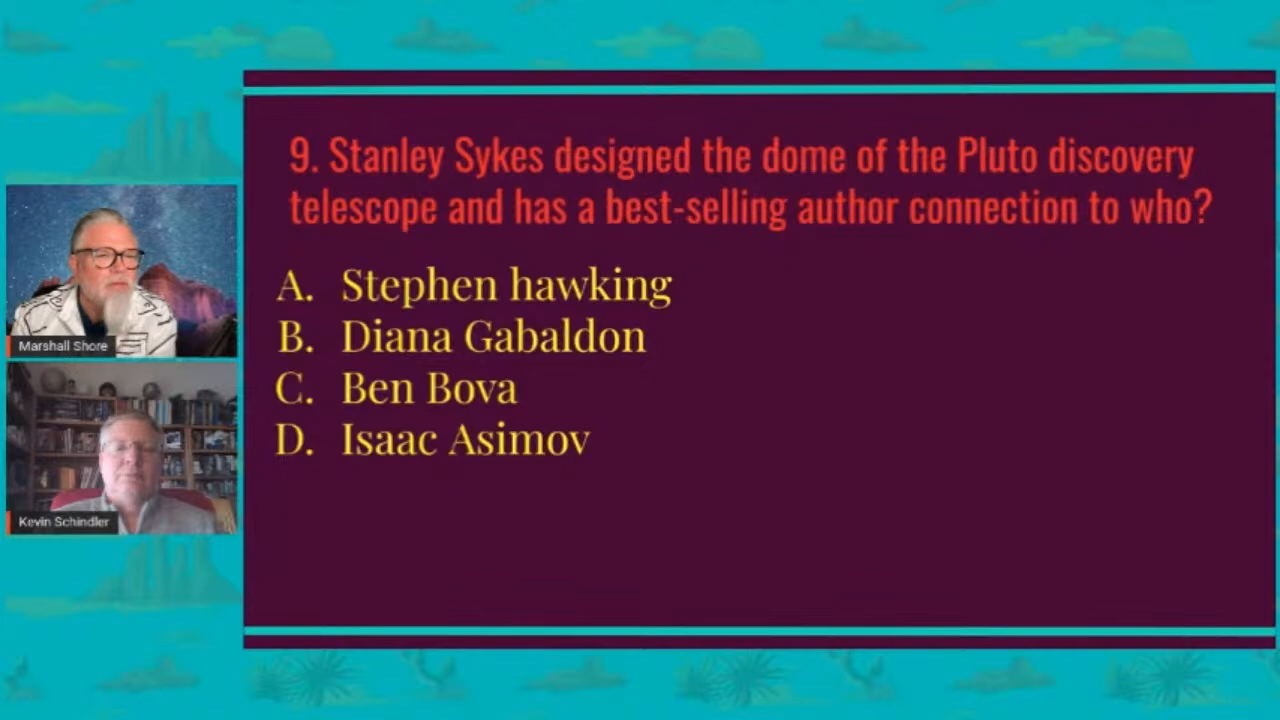 9. Stanley Sykes designed the dome of the Pluto discovery
telescope and has a best-selling author connection to who?
A. Stephen hawking
B. Diana Gabaldon
C. Ben Bova
D. Isaac Asimov
Marshall Shore
Kevin Schindler